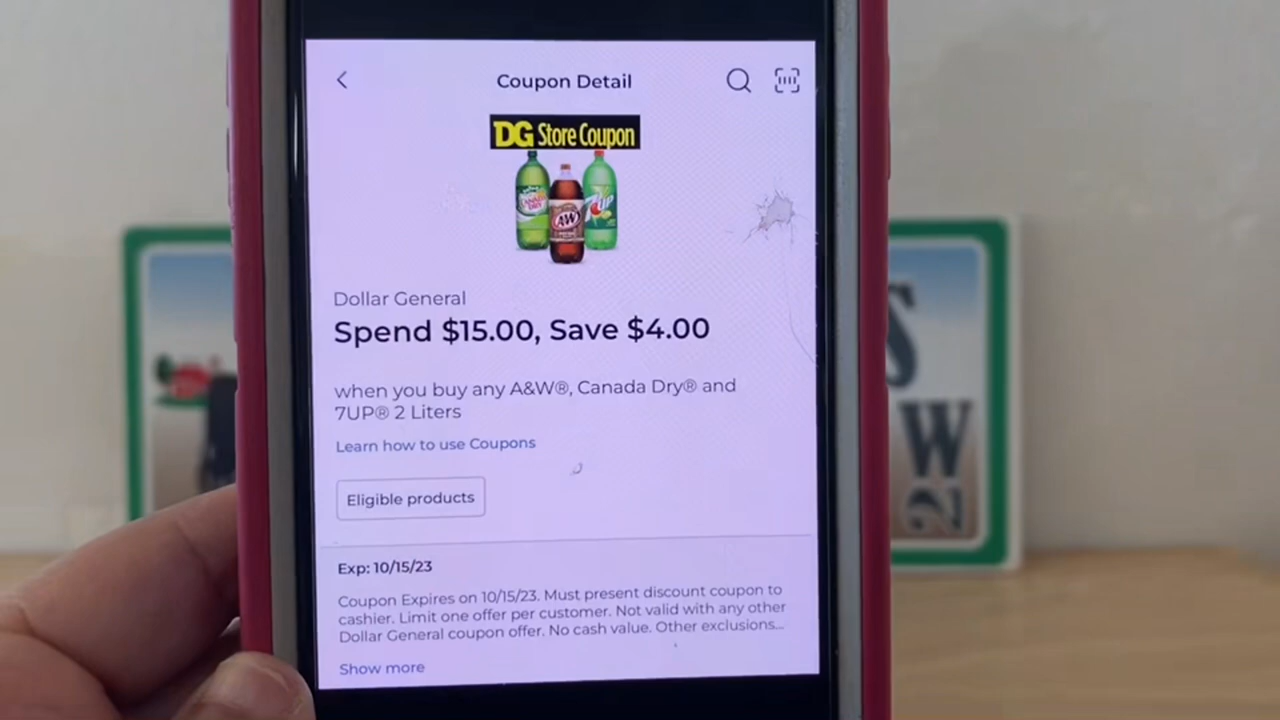 Coupon Detail
DG Store Coupon
CANADA DRY
A&W
7UP
Dollar General
Spend $15.00, Save $4.00
when you buy any A&W®, Canada Dry® and
7UP® 2 Liters
Learn how to use Coupons
Eligible products
Exp: 10/15/23
Coupon Expires on 10/15/23. Must present discount coupon to
cashier. Limit one offer per customer. Not valid with any other
Dollar General coupon offer. No cash value. Other exclusions...
Show more
S
W